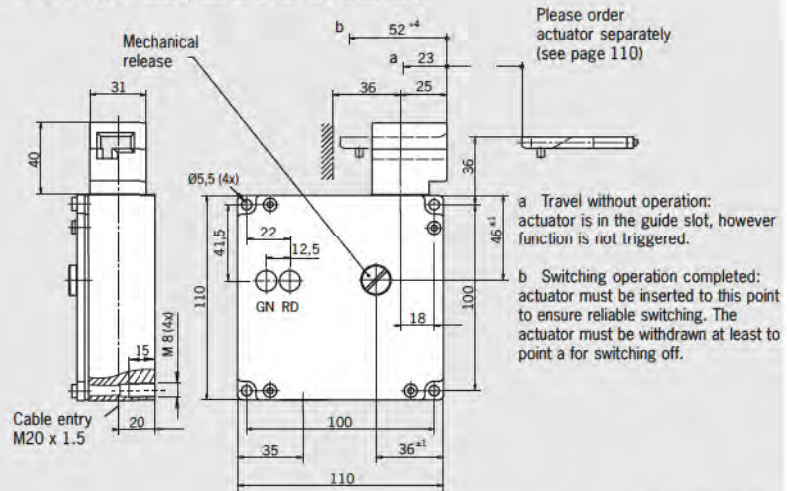 Please order
actuator separately
(see page 110)
b 52 +4
a 23
Mechanical
release
31
36 25
40
36
Ø5,5 (4x)
46 ±1
22
41,5
12,5
GN RD
110
100
18
15
M 8 (4x)
20
Cable entry
M20 x 1.5
100
35
36 ±1
110
a Travel without operation:
actuator is in the guide slot, however
function is not triggered.
b Switching operation completed:
actuator must be inserted to this point
to ensure reliable switching. The
actuator must be withdrawn at least to
point a for switching off.